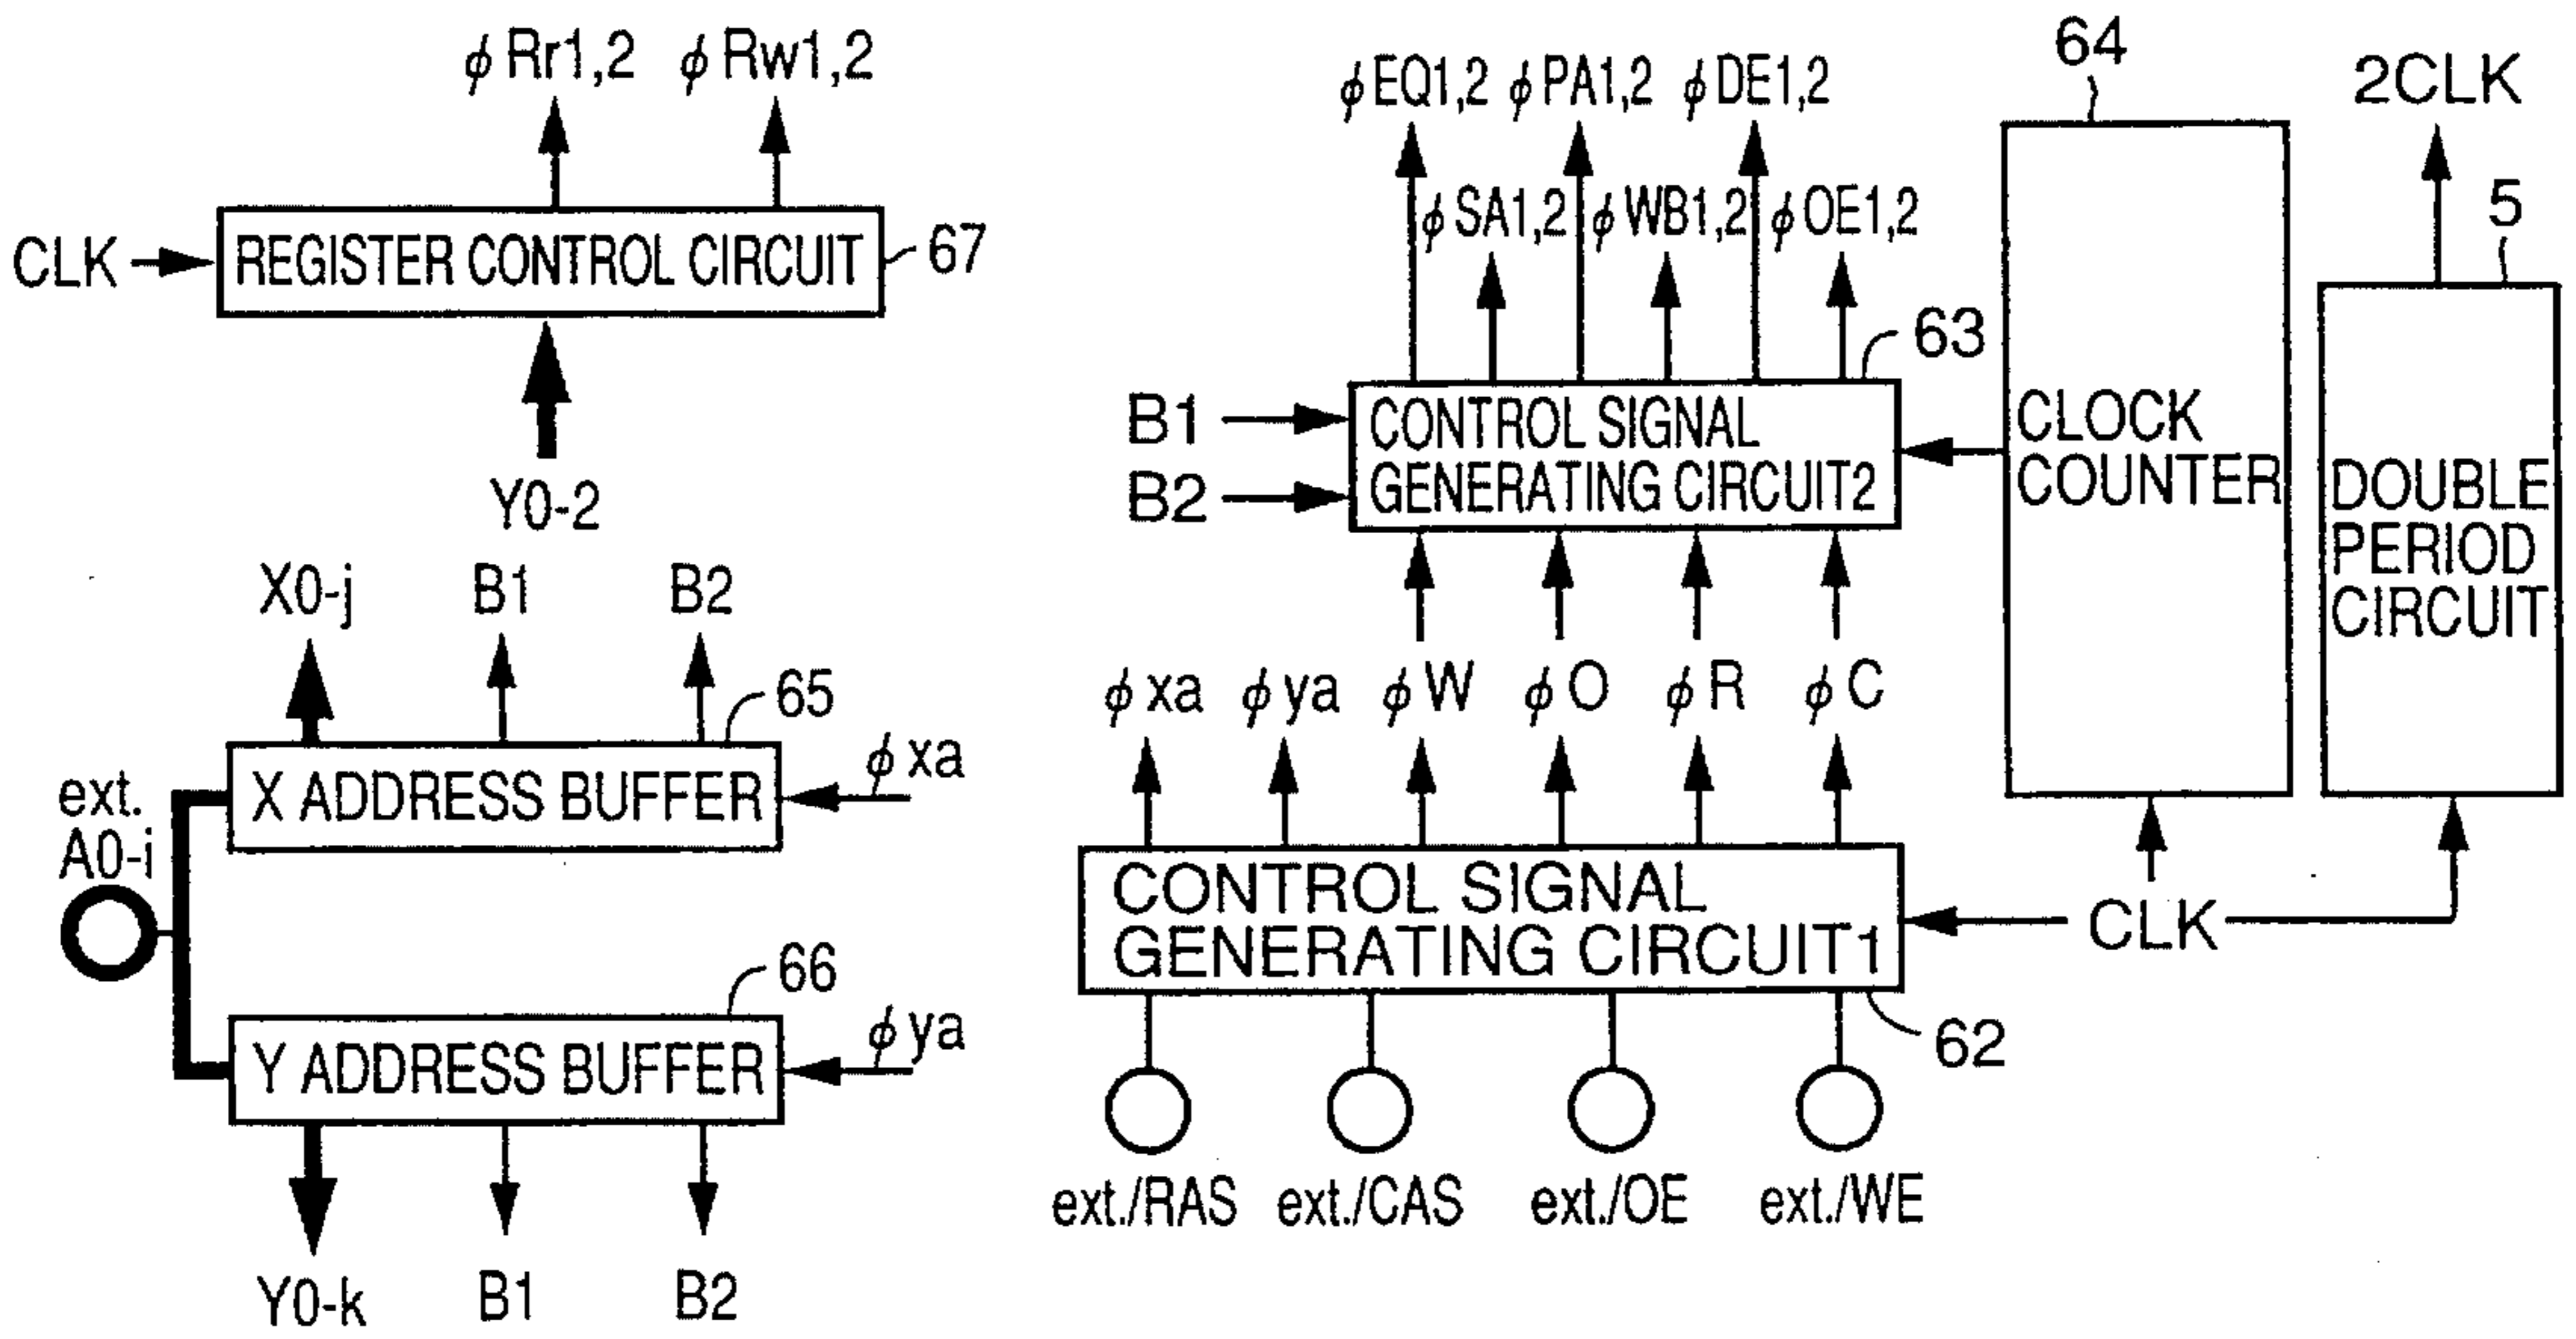 φRr1,2 φRw1,2
CLK
REGISTER CONTROL CIRCUIT
67
Y0-2
X0-j B1 B2
65
ext.
A0-i
X ADDRESS BUFFER
φxa
66
Y ADDRESS BUFFER
φya
Y0-k B1 B2
φEQ1,2 φPA1,2 φDE1,2
φSA1,2 φWB1,2 φOE1,2
63
B1
B2
CONTROL SIGNAL
GENERATING CIRCUIT2
64
CLOCK
COUNTER
2CLK
5
DOUBLE
PERIOD
CIRCUIT
φxa φya φW φO φR φC
CONTROL SIGNAL
GENERATING CIRCUIT1
CLK
62
ext./RAS ext./CAS ext./OE ext./WE